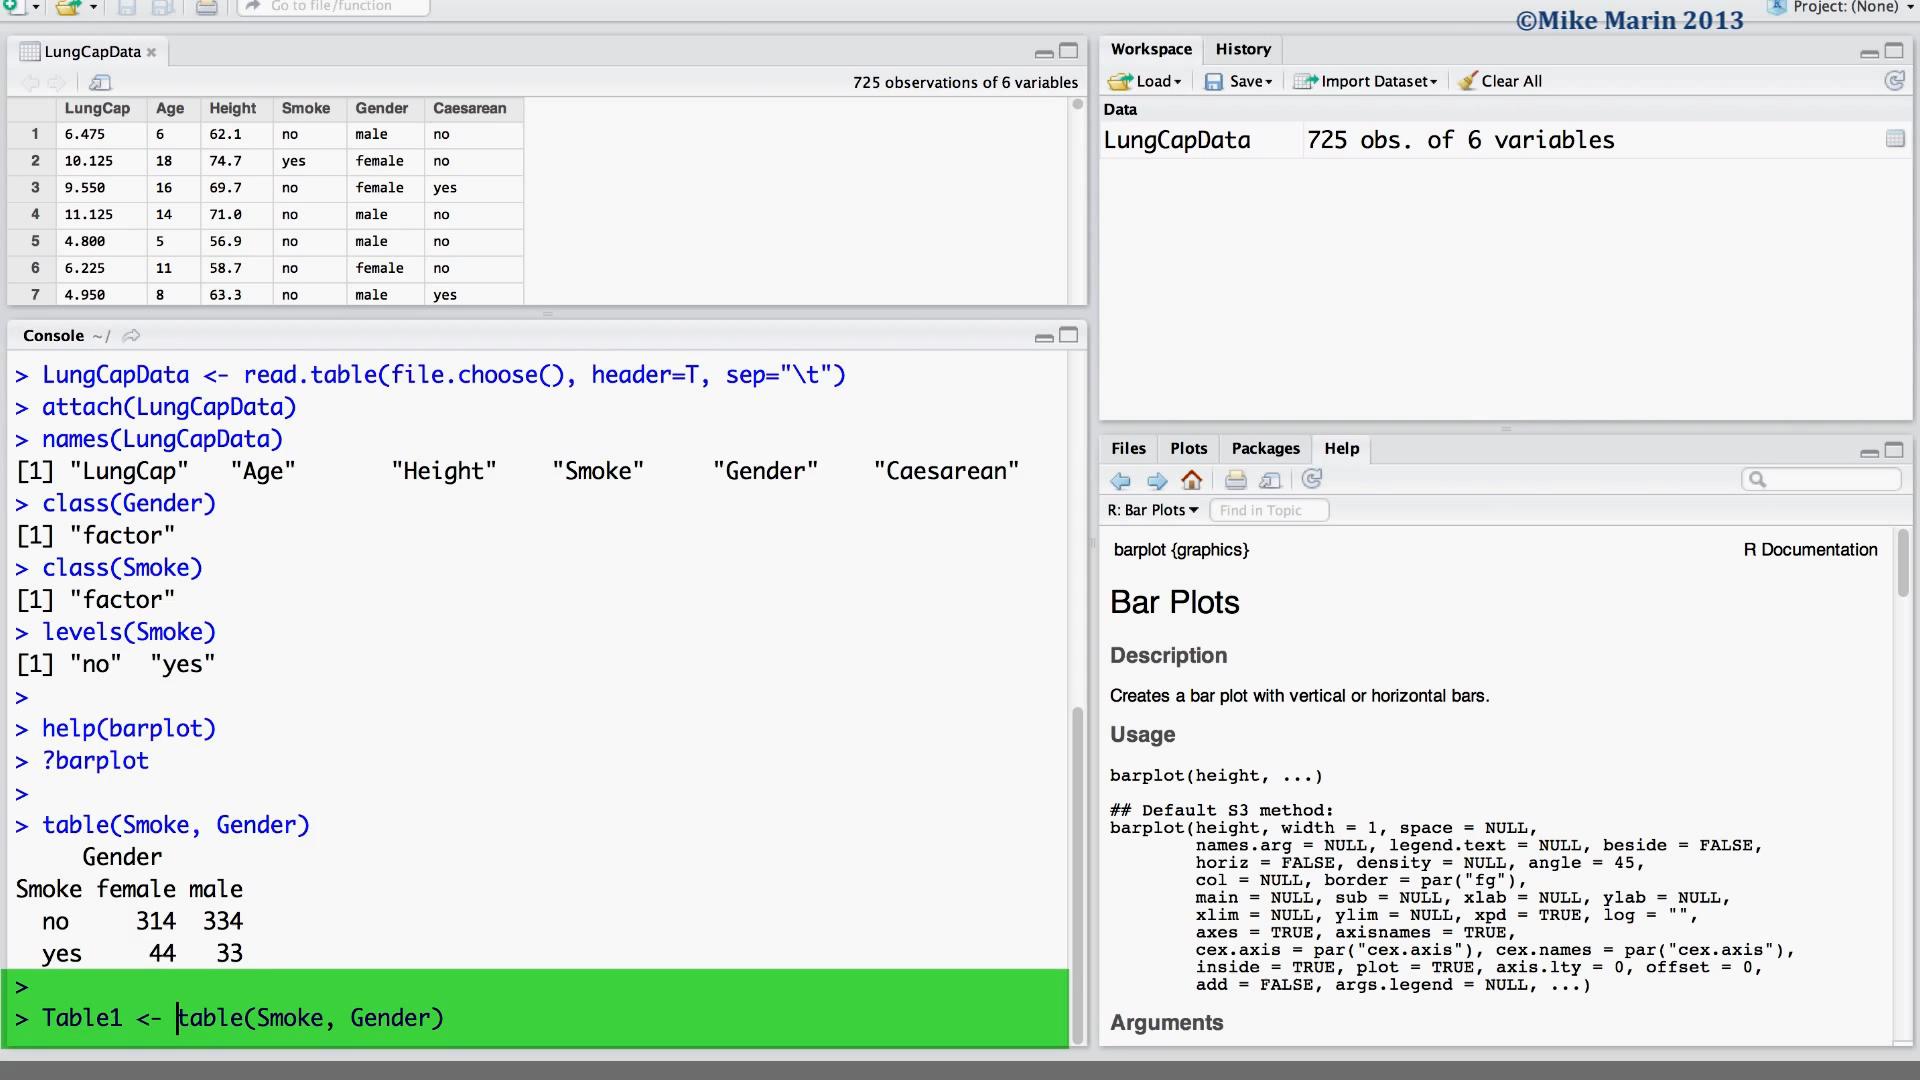 Go to file/function
Project: (None)
©Mike Marin 2013
LungCapData
725 observations of 6 variables
LungCap Age Height Smoke Gender Caesarean
1 6.475 6 62.1 no male no
2 10.125 18 74.7 yes female no
3 9.550 16 69.7 no female yes
4 11.125 14 71.0 no male no
5 4.800 5 56.9 no male no
6 6.225 11 58.7 no female no
7 4.950 8 63.3 no male yes
Console ~/
> LungCapData <- read.table(file.choose(), header=T, sep="\t")
> attach(LungCapData)
> names(LungCapData)
[1] "LungCap" "Age" "Height" "Smoke" "Gender" "Caesarean"
> class(Gender)
[1] "factor"
> class(Smoke)
[1] "factor"
> levels(Smoke)
[1] "no" "yes"
>
> help(barplot)
> ?barplot
>
> table(Smoke, Gender)
Gender
Smoke female male
no 314 334
yes 44 33
>
> Table1 <- table(Smoke, Gender)
Workspace History
Load Save Import Dataset Clear All
Data
LungCapData 725 obs. of 6 variables
Files Plots Packages Help
R: Bar Plots Find in Topic
barplot {graphics} R Documentation
Bar Plots
Description
Creates a bar plot with vertical or horizontal bars.
Usage
barplot(height, ...)
## Default S3 method:
barplot(height, width = 1, space = NULL,
names.arg = NULL, legend.text = NULL, beside = FALSE,
horiz = FALSE, density = NULL, angle = 45,
col = NULL, border = par("fg"),
main = NULL, sub = NULL, xlab = NULL, ylab = NULL,
xlim = NULL, ylim = NULL, xpd = TRUE, log = "",
axes = TRUE, axisnames = TRUE,
cex.axis = par("cex.axis"), cex.names = par("cex.axis"),
inside = TRUE, plot = TRUE, axis.lty = 0, offset = 0,
add = FALSE, args.legend = NULL, ...)
Arguments